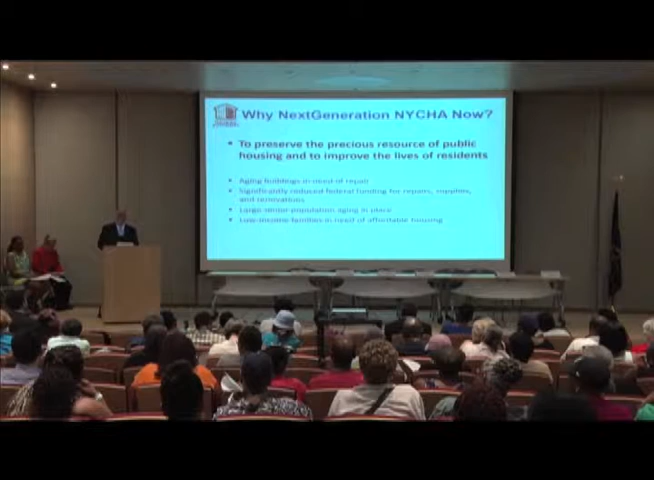 Why NextGeneration NYCHA Now?
• To preserve the precious resource of public
housing and to improve the lives of residents
• Aging buildings in need of repair
• Significantly reduced federal funding for repairs, supplies,
and renovations
• Large senior population aging in place
• Low-income families in need of affordable housing